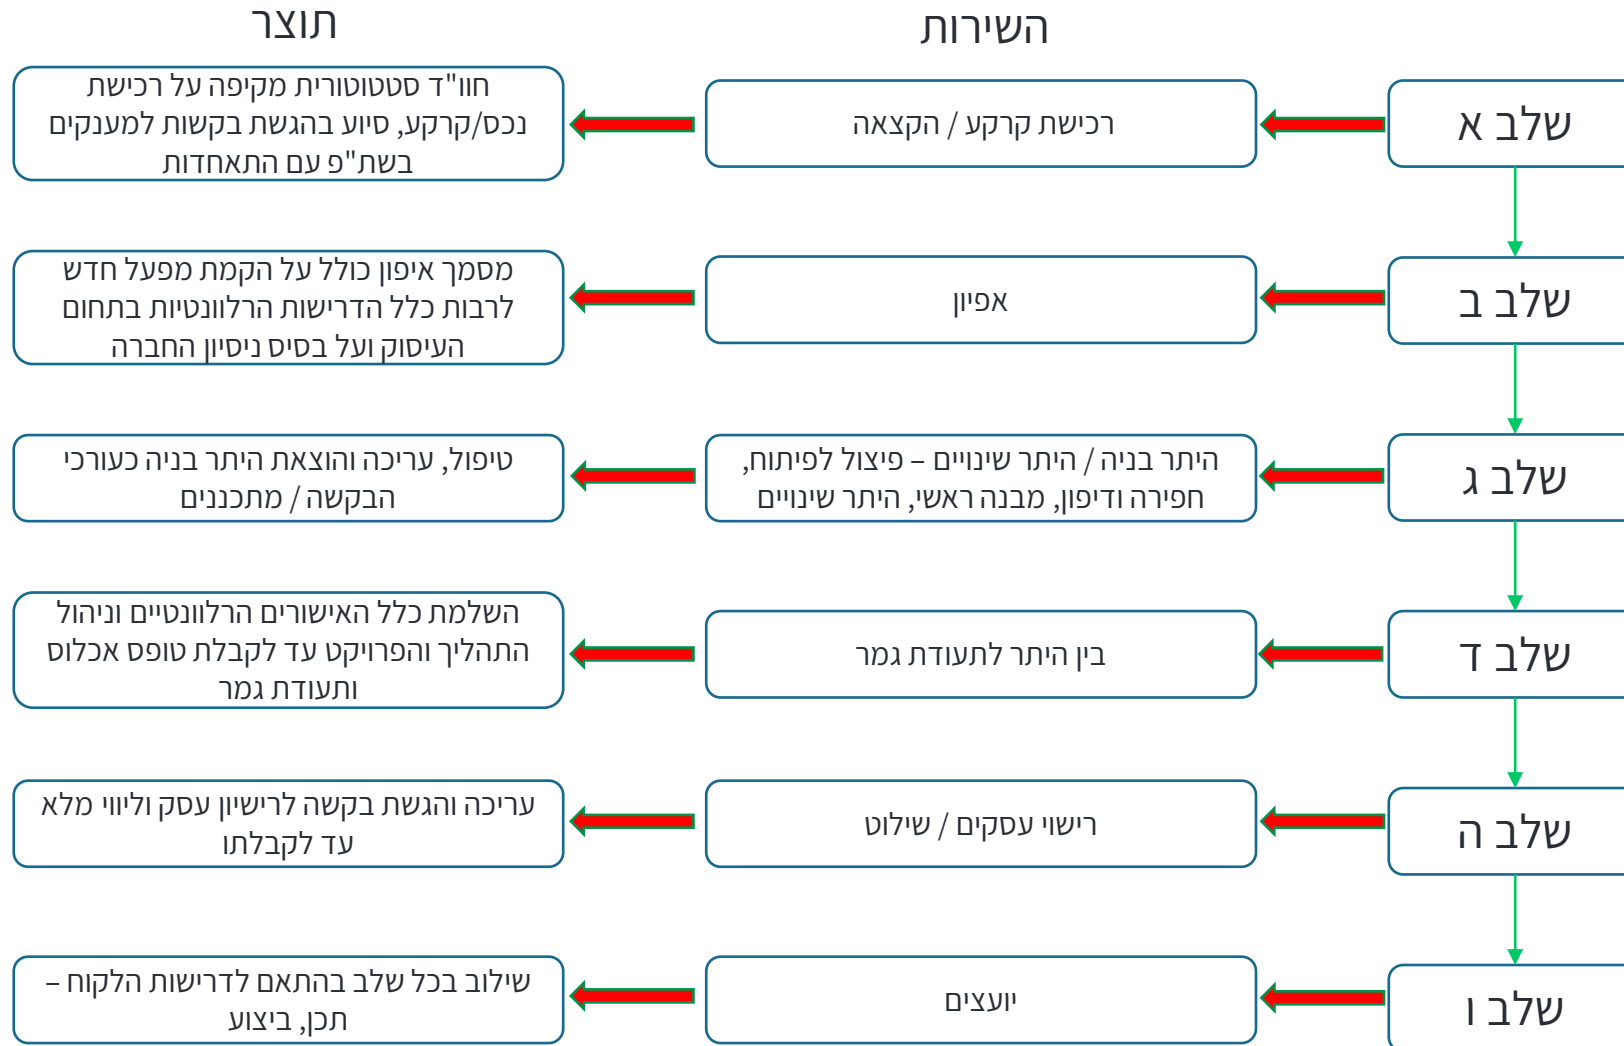 השירות
תוצר
שלב א
רכישת קרקע / הקצאה
חוו"ד סטטוטורית מקיפה על רכישת
נכס/קרקע, סיוע בהגשת בקשות למענקים
בשת"פ עם התאחדות
שלב ב
אפיון
מסמך איפון כולל על הקמת מפעל חדש
לרבות כלל הדרישות הרלוונטיות בתחום
העיסוק ועל בסיס ניסיון החברה
שלב ג
היתר בניה / היתר שינויים – פיצול לפיתוח,
חפירה ודיפון, מבנה ראשי, היתר שינויים
טיפול, עריכה והוצאת היתר בניה כעורכי
הבקשה / מתכננים
שלב ד
בין היתר לתעודת גמר
השלמת כלל האישורים הרלוונטיים וניהול
התהליך והפרויקט עד לקבלת טופס אכלוס
ותעודת גמר
שלב ה
רישוי עסקים / שילוט
עריכה והגשת בקשה לרישיון עסק וליווי מלא
עד לקבלתו
שלב ו
יועצים
שילוב בכל שלב בהתאם לדרישות הלקוח –
תכן, ביצוע